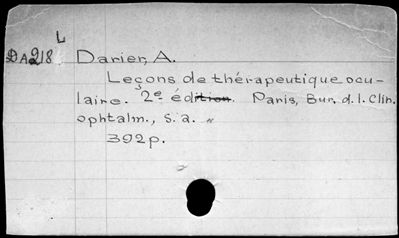 L
DA218 Darier, A.
Leçons de thérapeutique ocu-
laire. 2e édition. Paris, Bur. d. l. Clin.
ophtalm., s. a. "
392p.